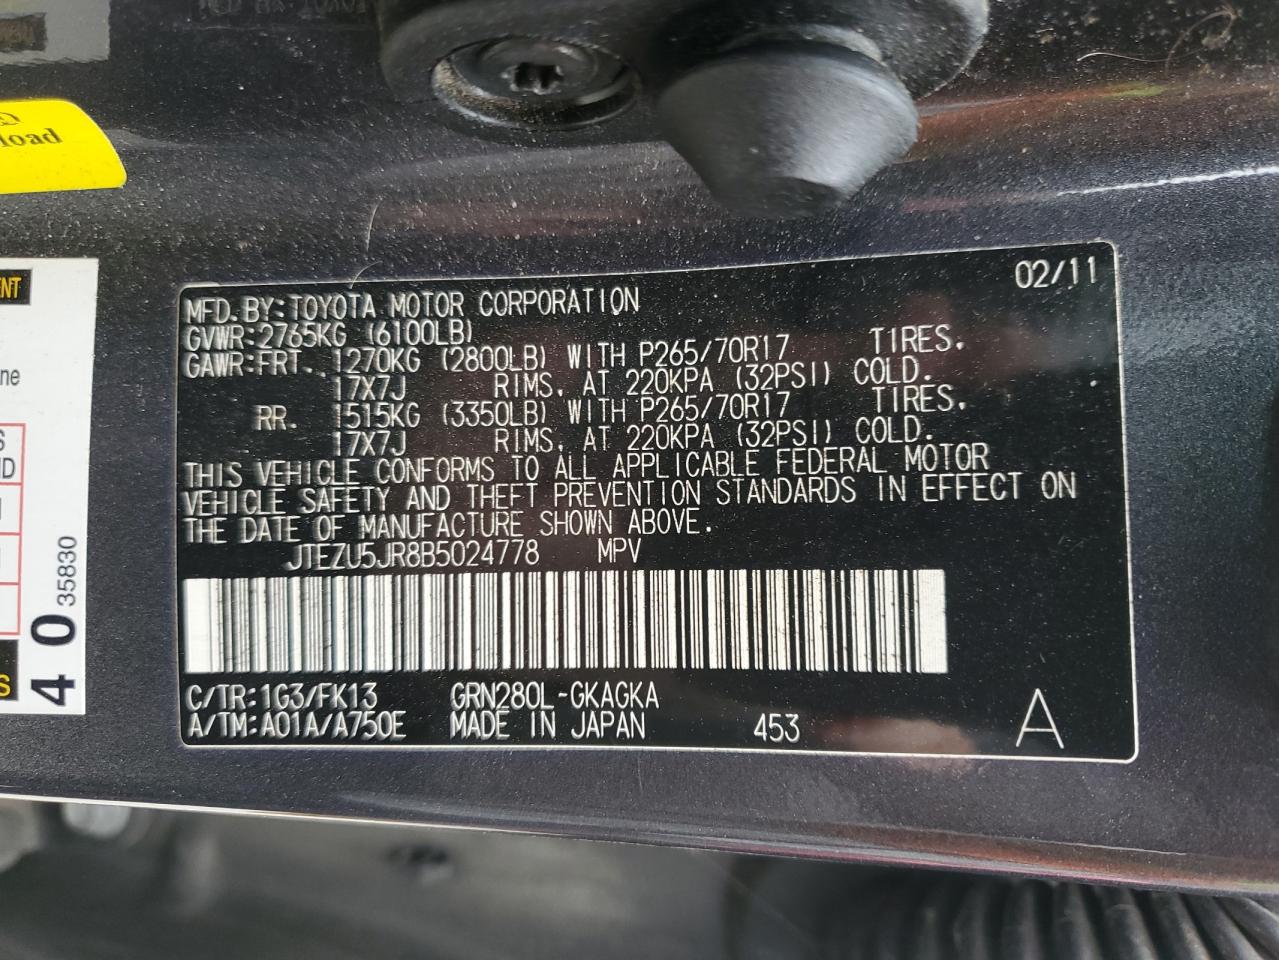 load
NT
ne
S
ND
S
4 0 35830
02/11
MFD.BY:TOYOTA MOTOR CORPORATION
GVWR:2765KG (6100LB)
GAWR:FRT. 1270KG (2800LB) WITH P265/70R17 TIRES.
17X7J RIMS, AT 220KPA (32PSI) COLD.
RR. 1515KG (3350LB) WITH P265/70R17 TIRES,
17X7J RIMS, AT 220KPA (32PSI) COLD.
THIS VEHICLE CONFORMS TO ALL APPLICABLE FEDERAL MOTOR
VEHICLE SAFETY AND THEFT PREVENTION STANDARDS IN EFFECT ON
THE DATE OF MANUFACTURE SHOWN ABOVE.
JTEZU5JR8B5024778 MPV
C/TR:1G3/FK13 GRN280L-GKAGKA
A/TM:A01A/A750E MADE IN JAPAN 453 A